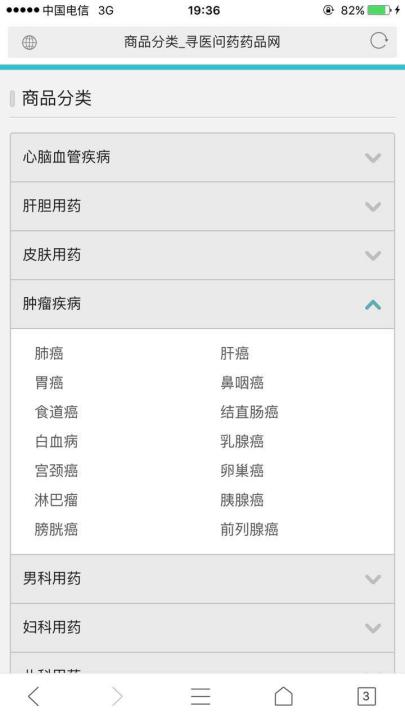 中国电信 3G 19:36 82%
商品分类_寻医问药药品网
商品分类
心脑血管疾病
肝胆用药
皮肤用药
肿瘤疾病
肺癌 肝癌
胃癌 鼻咽癌
食道癌 结直肠癌
白血病 乳腺癌
宫颈癌 卵巢癌
淋巴瘤 胰腺癌
膀胱癌 前列腺癌
男科用药
妇科用药
3